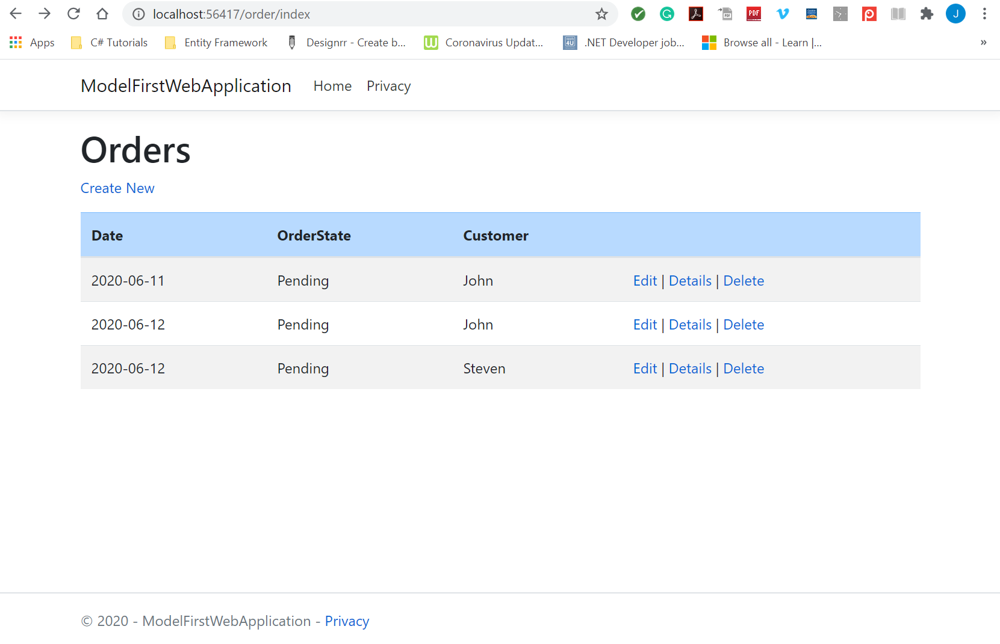 localhost:56417/order/index
PDF
PDF
J
Apps
C# Tutorials
Entity Framework
Designrr - Create b...
Coronavirus Updat...
.NET Developer job...
Browse all - Learn |...
»
ModelFirstWebApplication Home Privacy
Orders
Create New
Date OrderState Customer
2020-06-11 Pending John Edit | Details | Delete
2020-06-12 Pending John Edit | Details | Delete
2020-06-12 Pending Steven Edit | Details | Delete
© 2020 - ModelFirstWebApplication - Privacy